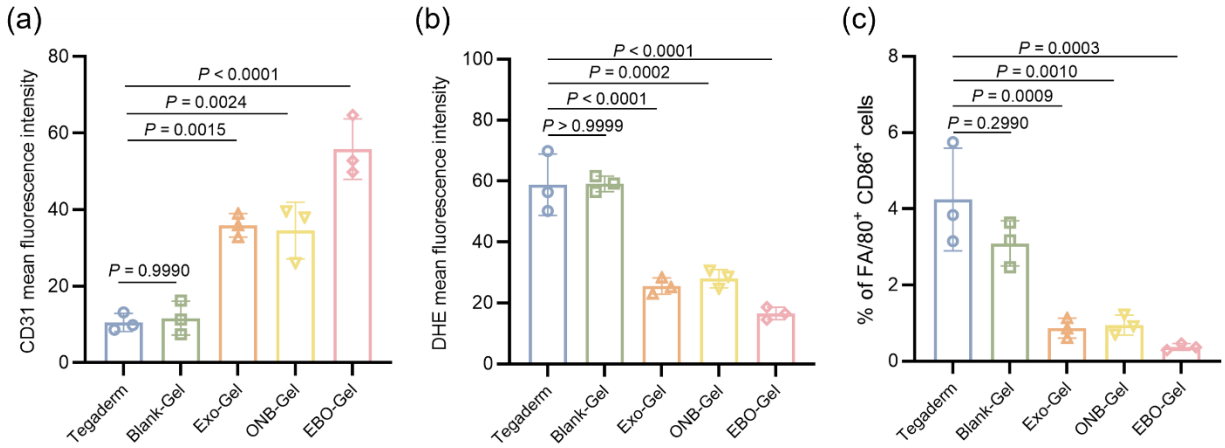 (a)
CD31 mean fluorescence intensity
80
60
40
20
0
P < 0.0001
P = 0.0024
P = 0.0015
P = 0.9990
Tegaderm
Blank-Gel
Exo-Gel
ONB-Gel
EBO-Gel
(b)
DHE mean fluorescence intensity
100
80
60
40
20
0
P < 0.0001
P = 0.0002
P < 0.0001
P > 0.9999
Tegaderm
Blank-Gel
Exo-Gel
ONB-Gel
EBO-Gel
(c)
% of FA/80⁺ CD86⁺ cells
8
6
4
2
0
P = 0.0003
P = 0.0010
P = 0.0009
P = 0.2990
Tegaderm
Blank-Gel
Exo-Gel
ONB-Gel
EBO-Gel